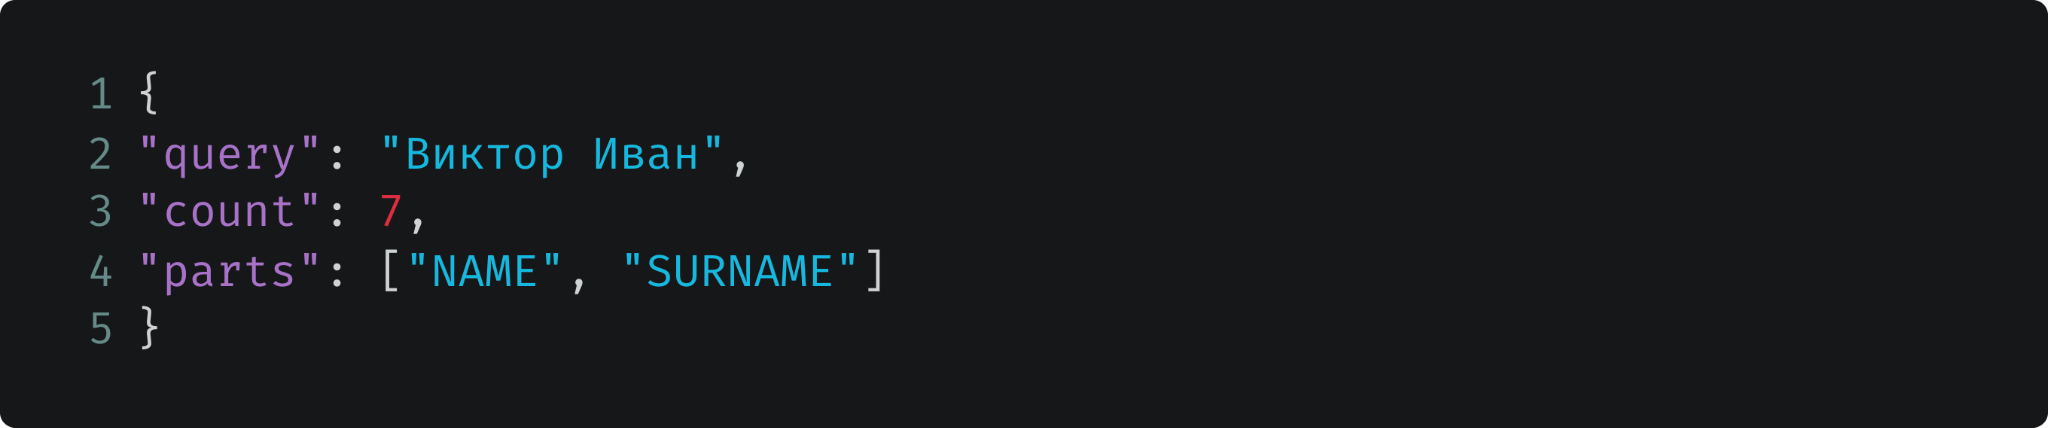 1 {
2 "query": "Виктор Иван",
3 "count": 7,
4 "parts": ["NAME", "SURNAME"]
5 }